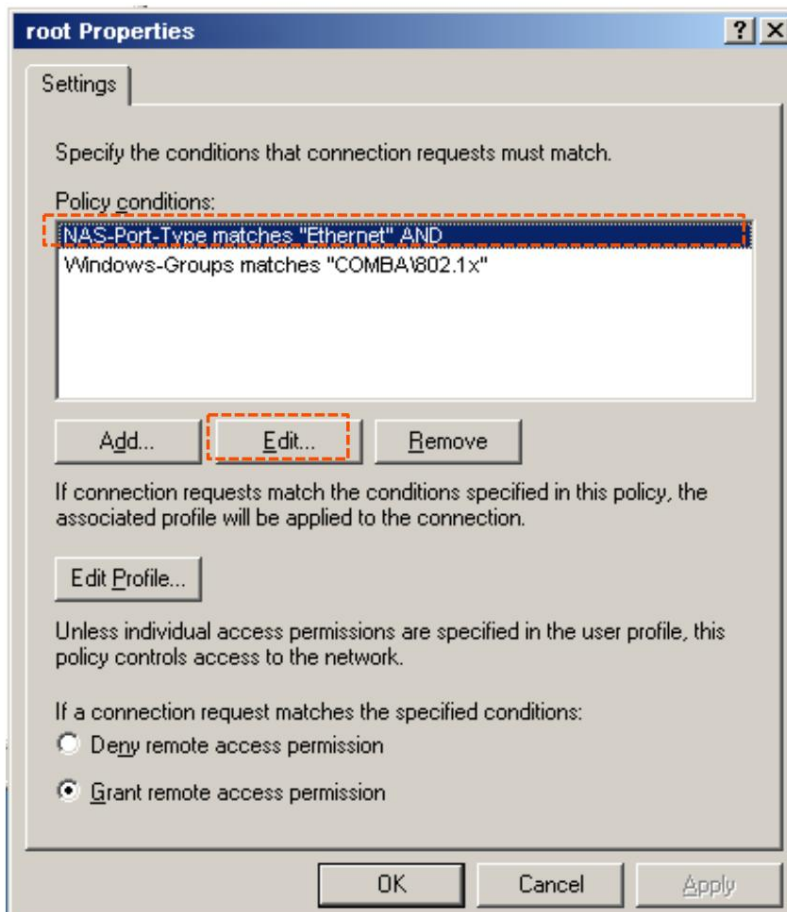 root Properties
Settings
Specify the conditions that connection requests must match.
Policy conditions:
NAS-Port-Type matches "Ethernet" AND
Windows-Groups matches "COMBA\802.1x"
Add... Edit... Remove
If connection requests match the conditions specified in this policy, the
associated profile will be applied to the connection.
Edit Profile...
Unless individual access permissions are specified in the user profile, this
policy controls access to the network.
If a connection request matches the specified conditions:
Deny remote access permission
Grant remote access permission
OK Cancel Apply